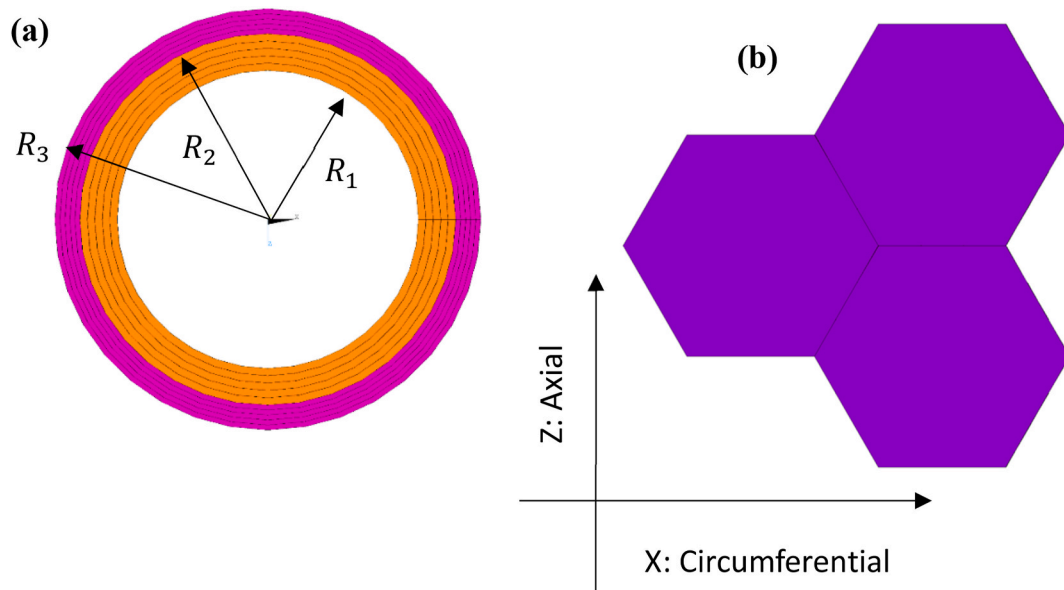 (a)
(b)
R₃
R₂
R₁
x
z
Z: Axial
X: Circumferential